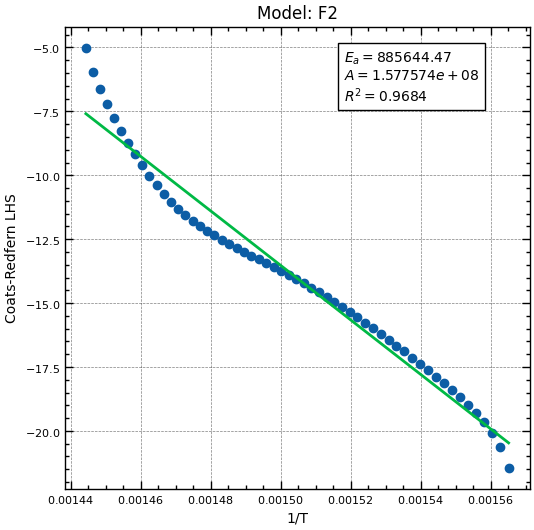 Model: F2
Eₐ = 885644.47
A = 1.577574e + 08
R² = 0.9684
Coats-Redfern LHS
−5.0
−7.5
−10.0
−12.5
−15.0
−17.5
−20.0
0.00144 0.00146 0.00148 0.00150 0.00152 0.00154 0.00156
1/T